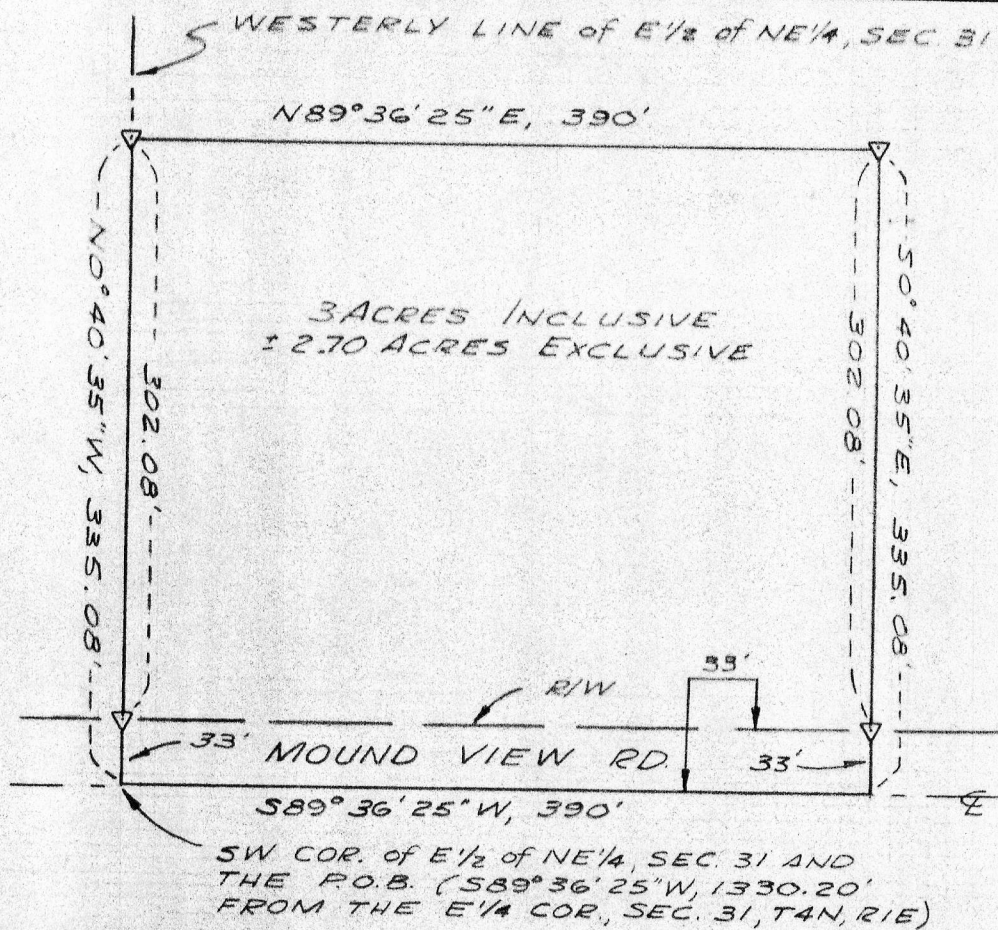 WESTERLY LINE of E1/2 of NE1/4, SEC. 31
N89°36'25"E, 390'
N0°40'35"W, 335.08'
302.08'
3 ACRES INCLUSIVE
± 2.70 ACRES EXCLUSIVE
302.08'
S0°40'35"E, 335.08'
33'
R/W
33'
MOUND VIEW RD.
33'
S89°36'25"W, 390'
℄
SW COR. of E1/2 of NE1/4, SEC. 31 AND
THE P.O.B. (S89°36'25"W, 1330.20'
FROM THE E1/4 COR., SEC. 31, T4N, R1E)